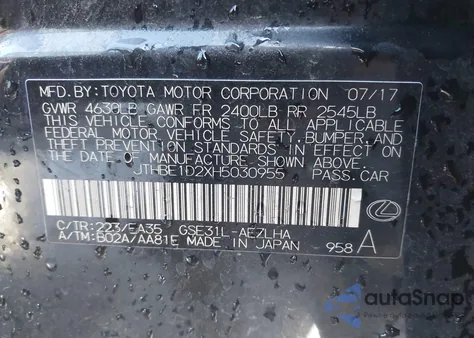 MFD.BY:TOYOTA MOTOR CORPORATION 07/17
GVWR 4630LB GAWR FR 2400LB RR 2545LB
THIS VEHICLE CONFORMS TO ALL APPLICABLE
FEDERAL MOTOR VEHICLE SAFETY, BUMPER, AND
THEFT PREVENTION STANDARDS IN EFFECT ON
THE DATE OF MANUFACTURE SHOWN ABOVE.
JTHBE1D2XH5030955 PASS.CAR
C/TR:223/EA35 GSE31L-AEZLHA
A/TM:B02A/AA81E MADE IN JAPAN 958A
autoSnap